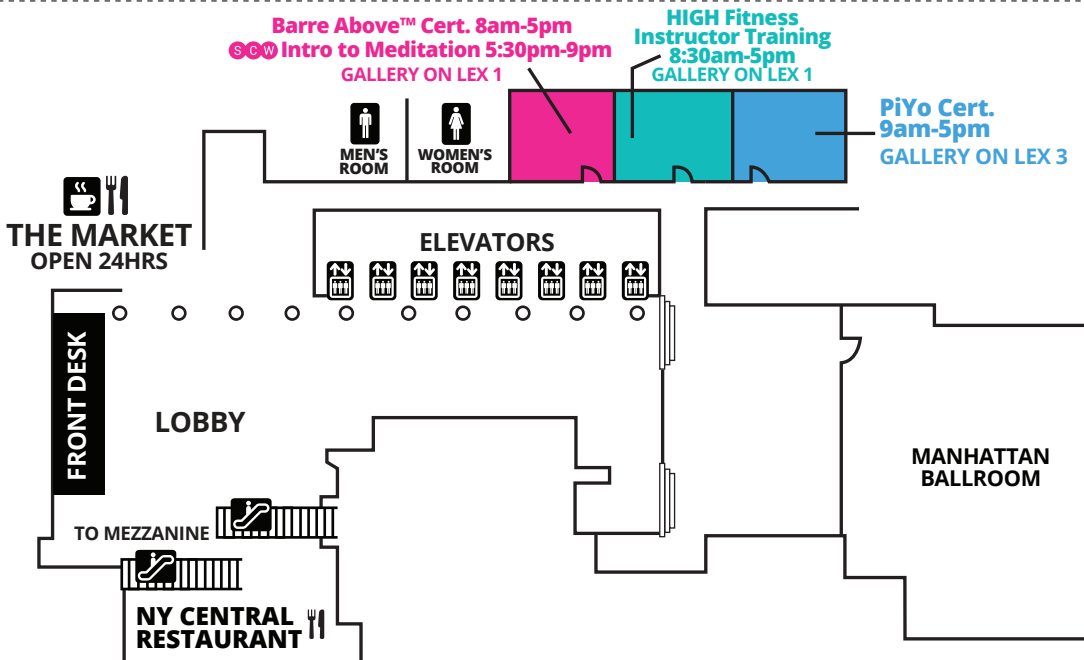 Barre Above™ Cert. 8am-5pm
SCW Intro to Meditation 5:30pm-9pm
GALLERY ON LEX 1
HIGH Fitness
Instructor Training
8:30am-5pm
GALLERY ON LEX 1
PiYo Cert.
9am-5pm
GALLERY ON LEX 3
MEN'S
ROOM
WOMEN'S
ROOM
THE MARKET
OPEN 24HRS
ELEVATORS
FRONT DESK
LOBBY
MANHATTAN
BALLROOM
TO MEZZANINE
NY CENTRAL
RESTAURANT